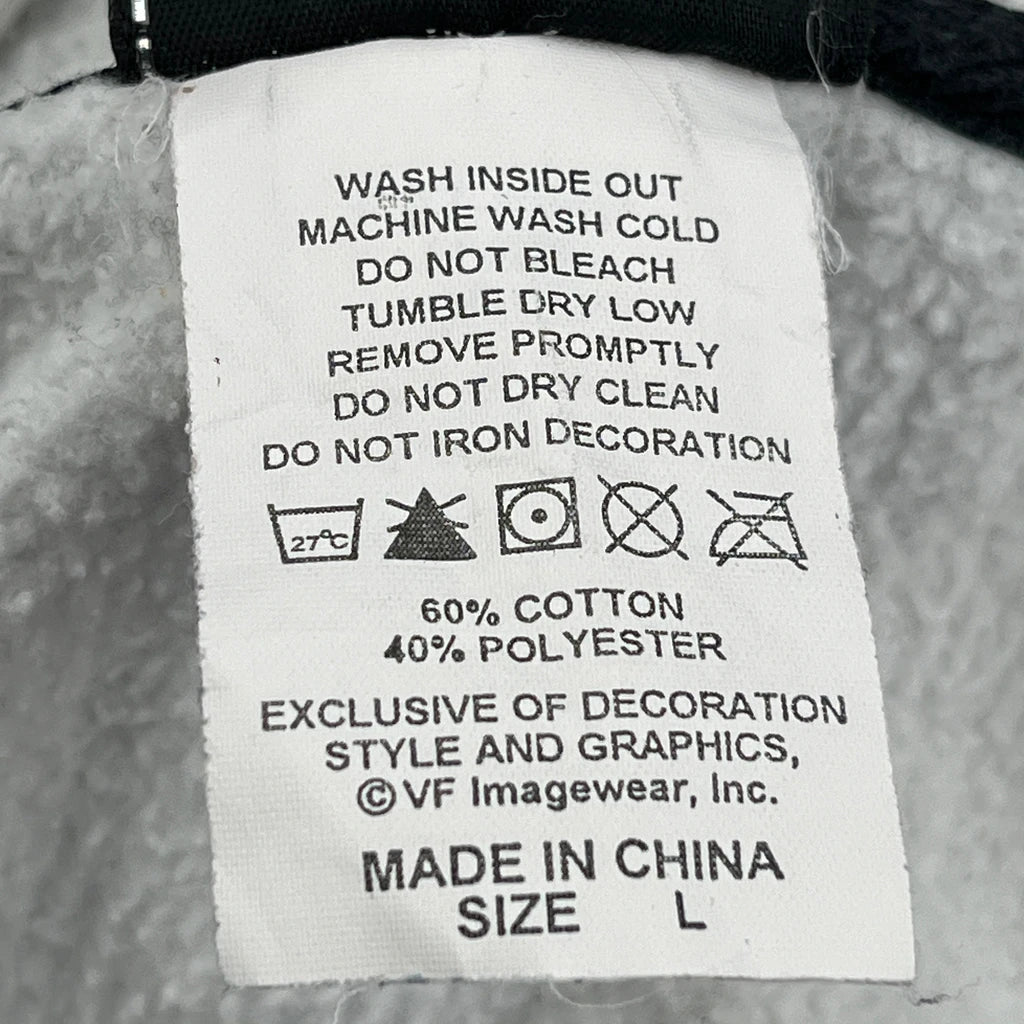 WASH INSIDE OUT
MACHINE WASH COLD
DO NOT BLEACH
TUMBLE DRY LOW
REMOVE PROMPTLY
DO NOT DRY CLEAN
DO NOT IRON DECORATION
27°C
60% COTTON
40% POLYESTER
EXCLUSIVE OF DECORATION
STYLE AND GRAPHICS,
©VF Imagewear, Inc.
MADE IN CHINA
SIZE L